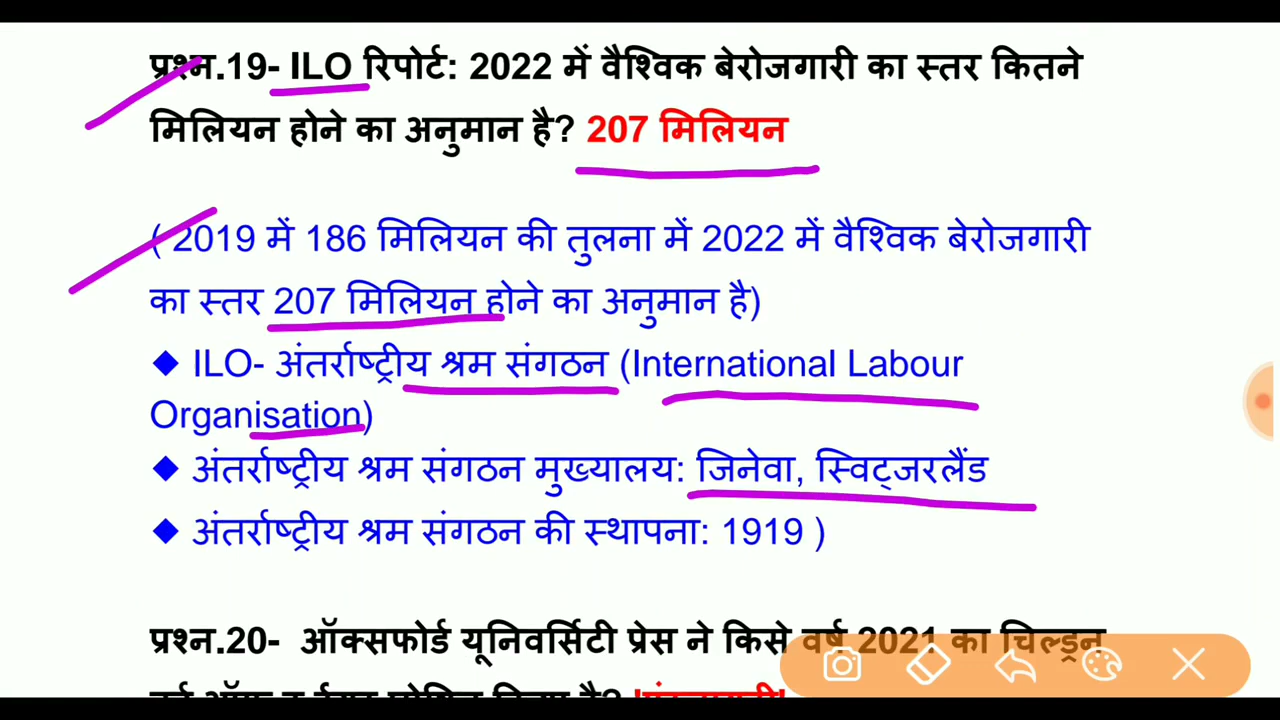 प्रश्न.19- ILO रिपोर्ट: 2022 में वैश्विक बेरोजगारी का स्तर कितने
मिलियन होने का अनुमान है? 207 मिलियन
( 2019 में 186 मिलियन की तुलना में 2022 में वैश्विक बेरोजगारी
का स्तर 207 मिलियन होने का अनुमान है)
◆ ILO- अंतर्राष्ट्रीय श्रम संगठन (International Labour
Organisation)
◆ अंतर्राष्ट्रीय श्रम संगठन मुख्यालय: जिनेवा, स्विट्जरलैंड
◆ अंतर्राष्ट्रीय श्रम संगठन की स्थापना: 1919 )
प्रश्न.20- ऑक्सफोर्ड यूनिवर्सिटी प्रेस ने किसे वर्ष 2021 का चिल्ड्रन